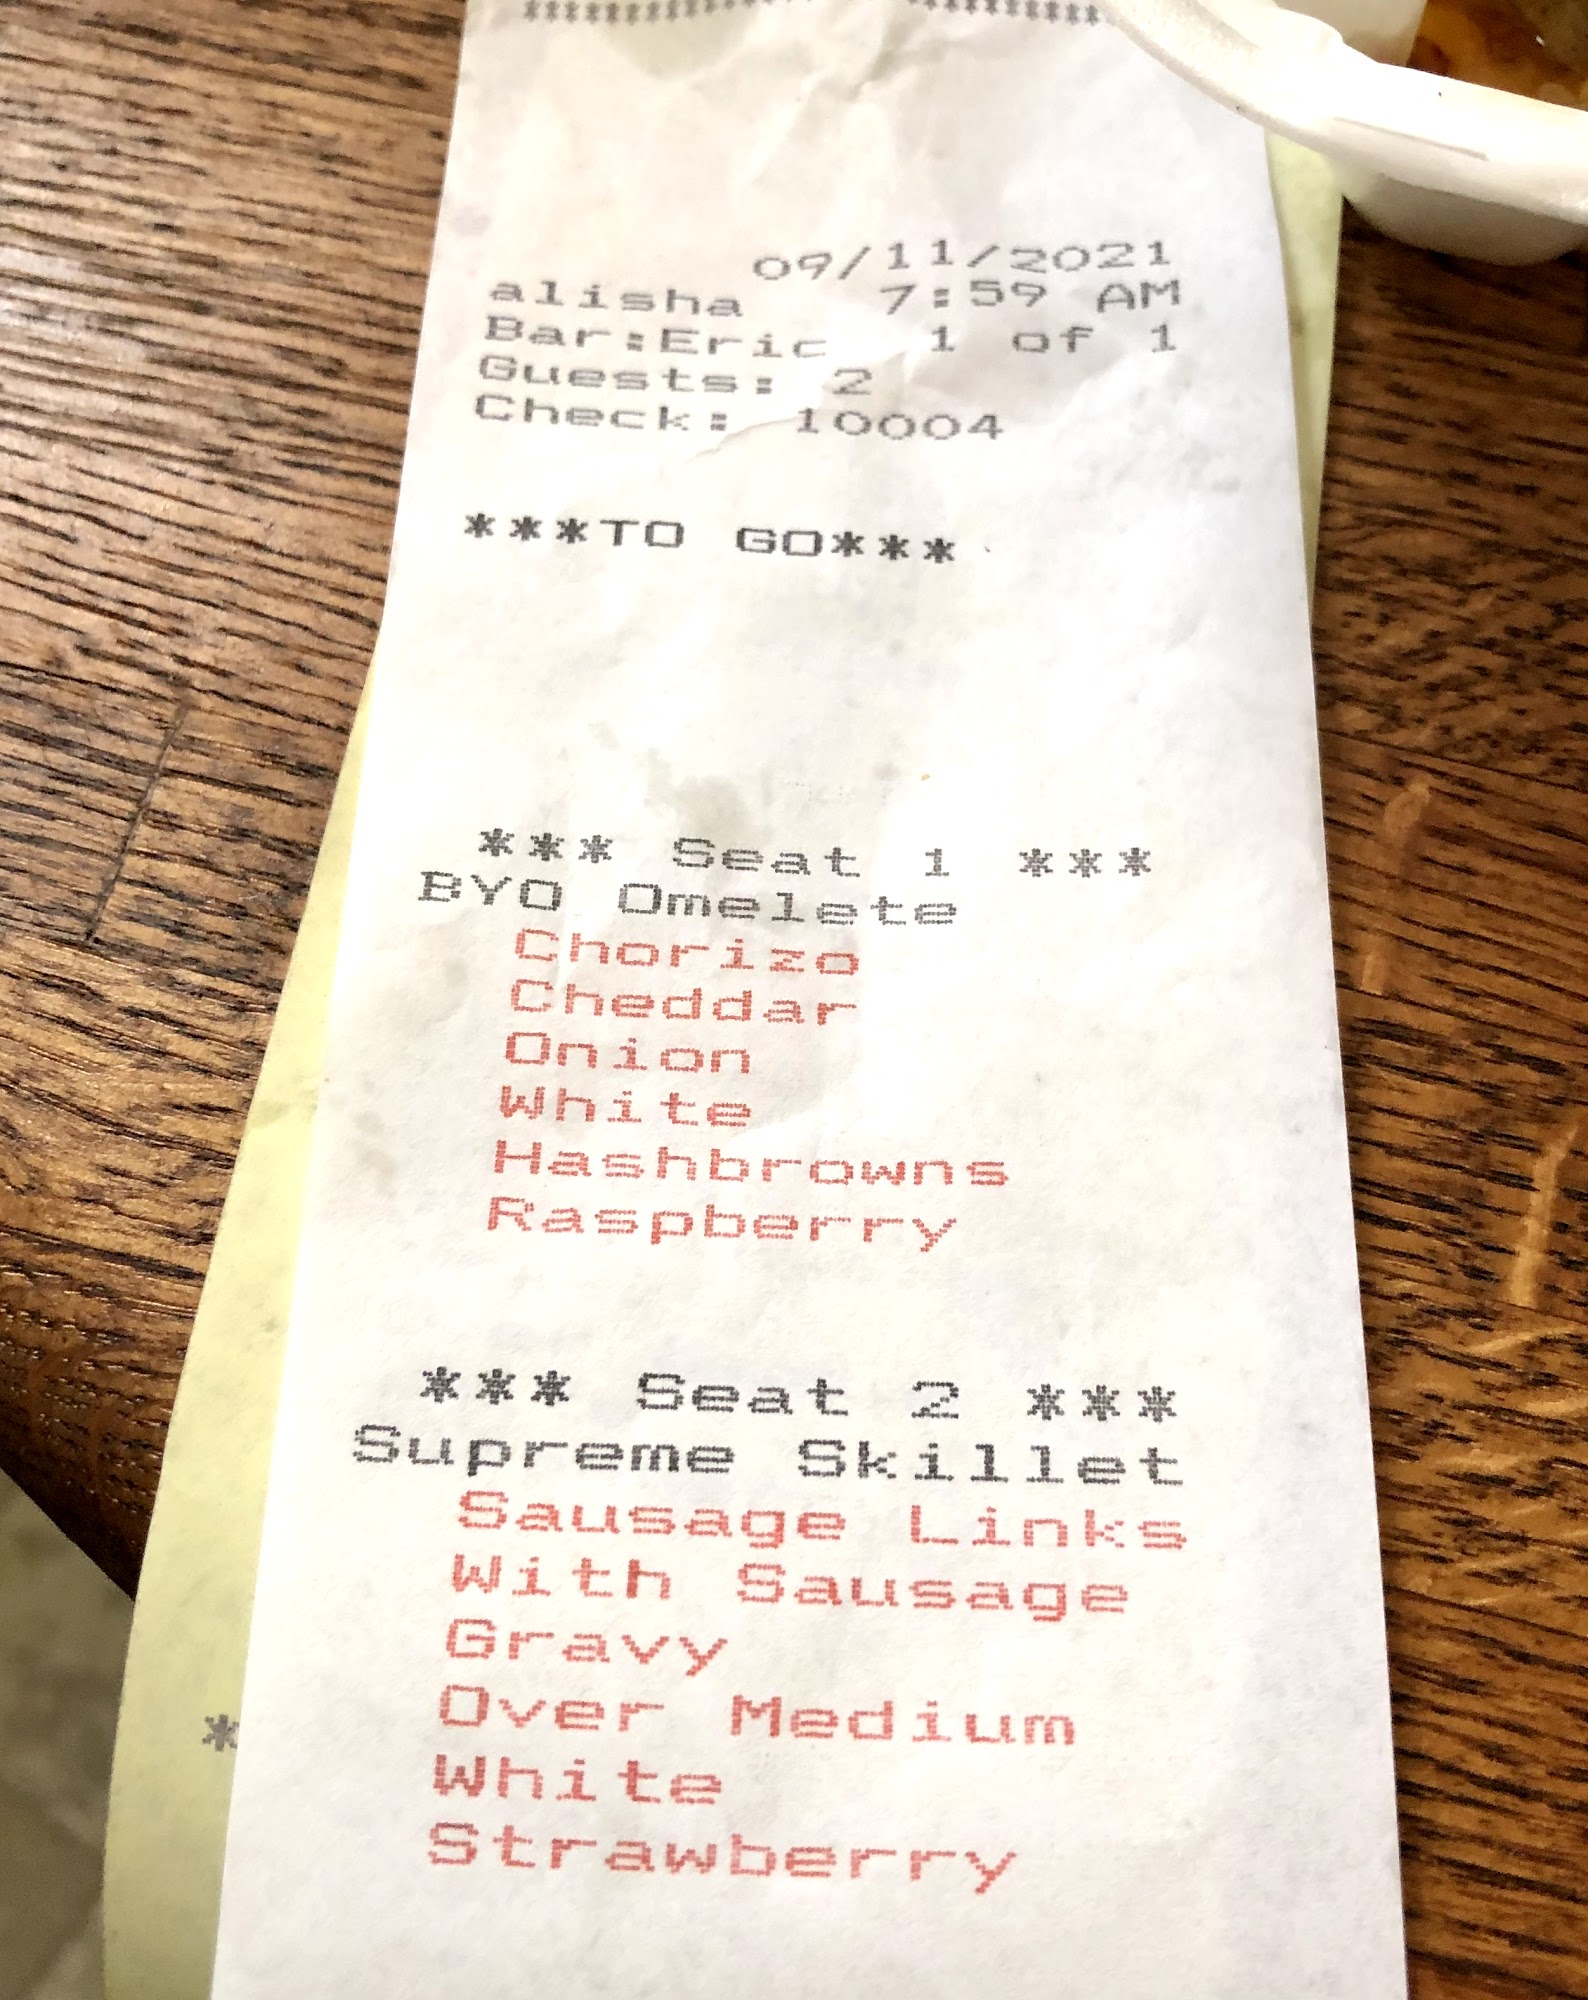 ******************************
09/11/2021
alisha 7:59 AM
Bar:Eric 1 of 1
Guests: 2
Check: 10004
***TO GO***
*** Seat 1 ***
BYO Omelete
Chorizo
Cheddar
Onion
White
Hashbrowns
Raspberry
*** Seat 2 ***
Supreme Skillet
Sausage Links
With Sausage
Gravy
Over Medium
White
Strawberry
*